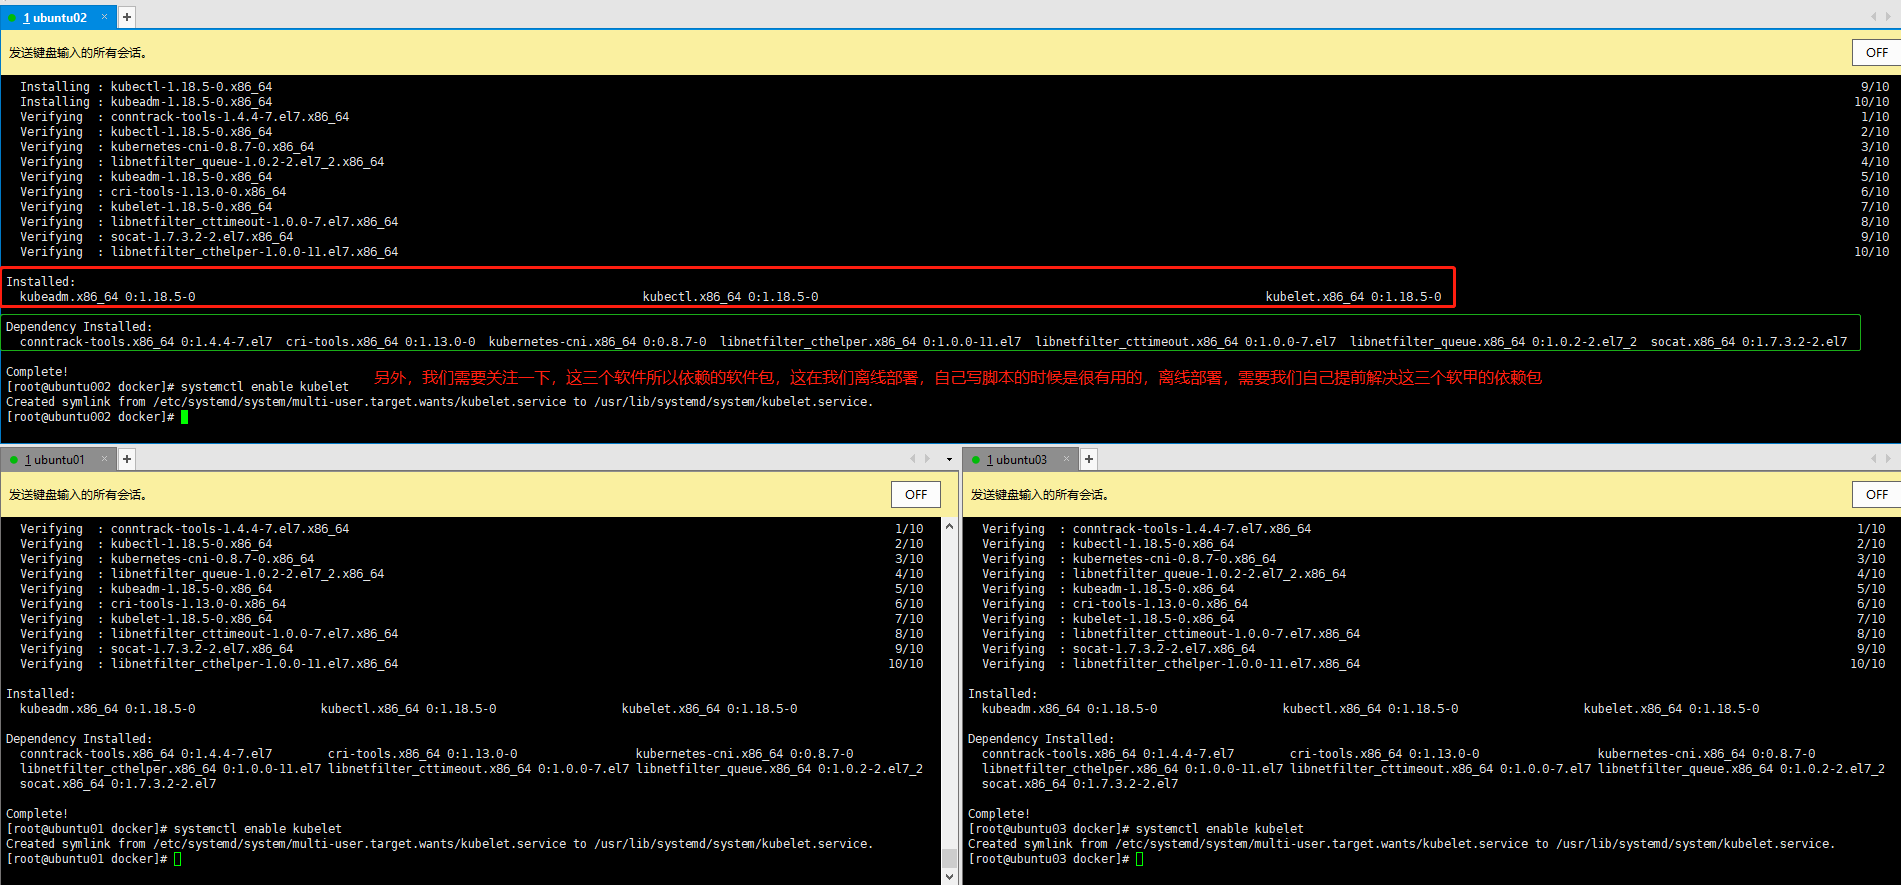 1 ubuntu02 × +
发送键盘输入的所有会话。 OFF
Installing : kubectl-1.18.5-0.x86_64 9/10
Installing : kubeadm-1.18.5-0.x86_64 10/10
Verifying : conntrack-tools-1.4.4-7.el7.x86_64 1/10
Verifying : kubectl-1.18.5-0.x86_64 2/10
Verifying : kubernetes-cni-0.8.7-0.x86_64 3/10
Verifying : libnetfilter_queue-1.0.2-2.el7_2.x86_64 4/10
Verifying : kubeadm-1.18.5-0.x86_64 5/10
Verifying : cri-tools-1.13.0-0.x86_64 6/10
Verifying : kubelet-1.18.5-0.x86_64 7/10
Verifying : libnetfilter_cttimeout-1.0.0-7.el7.x86_64 8/10
Verifying : socat-1.7.3.2-2.el7.x86_64 9/10
Verifying : libnetfilter_cthelper-1.0.0-11.el7.x86_64 10/10
Installed:
kubeadm.x86_64 0:1.18.5-0 kubectl.x86_64 0:1.18.5-0 kubelet.x86_64 0:1.18.5-0
Dependency Installed:
conntrack-tools.x86_64 0:1.4.4-7.el7 cri-tools.x86_64 0:1.13.0-0 kubernetes-cni.x86_64 0:0.8.7-0 libnetfilter_cthelper.x86_64 0:1.0.0-11.el7 libnetfilter_cttimeout.x86_64 0:1.0.0-7.el7 libnetfilter_queue.x86_64 0:1.0.2-2.el7_2 socat.x86_64 0:1.7.3.2-2.el7
Complete!
另外，我们需要关注一下，这三个软件所以依赖的软件包，这在我们离线部署，自己写脚本的时候是很有用的，离线部署，需要我们自己提前解决这三个软甲的依赖包
[root@ubuntu002 docker]# systemctl enable kubelet
Created symlink from /etc/systemd/system/multi-user.target.wants/kubelet.service to /usr/lib/systemd/system/kubelet.service.
[root@ubuntu002 docker]#
1 ubuntu01 × +
发送键盘输入的所有会话。 OFF
Verifying : conntrack-tools-1.4.4-7.el7.x86_64 1/10
Verifying : kubectl-1.18.5-0.x86_64 2/10
Verifying : kubernetes-cni-0.8.7-0.x86_64 3/10
Verifying : libnetfilter_queue-1.0.2-2.el7_2.x86_64 4/10
Verifying : kubeadm-1.18.5-0.x86_64 5/10
Verifying : cri-tools-1.13.0-0.x86_64 6/10
Verifying : kubelet-1.18.5-0.x86_64 7/10
Verifying : libnetfilter_cttimeout-1.0.0-7.el7.x86_64 8/10
Verifying : socat-1.7.3.2-2.el7.x86_64 9/10
Verifying : libnetfilter_cthelper-1.0.0-11.el7.x86_64 10/10
Installed:
kubeadm.x86_64 0:1.18.5-0 kubectl.x86_64 0:1.18.5-0 kubelet.x86_64 0:1.18.5-0
Dependency Installed:
conntrack-tools.x86_64 0:1.4.4-7.el7 cri-tools.x86_64 0:1.13.0-0 kubernetes-cni.x86_64 0:0.8.7-0
libnetfilter_cthelper.x86_64 0:1.0.0-11.el7 libnetfilter_cttimeout.x86_64 0:1.0.0-7.el7 libnetfilter_queue.x86_64 0:1.0.2-2.el7_2
socat.x86_64 0:1.7.3.2-2.el7
Complete!
[root@ubuntu01 docker]# systemctl enable kubelet
Created symlink from /etc/systemd/system/multi-user.target.wants/kubelet.service to /usr/lib/systemd/system/kubelet.service.
[root@ubuntu01 docker]#
1 ubuntu03 × +
发送键盘输入的所有会话。 OFF
Verifying : conntrack-tools-1.4.4-7.el7.x86_64 1/10
Verifying : kubectl-1.18.5-0.x86_64 2/10
Verifying : kubernetes-cni-0.8.7-0.x86_64 3/10
Verifying : libnetfilter_queue-1.0.2-2.el7_2.x86_64 4/10
Verifying : kubeadm-1.18.5-0.x86_64 5/10
Verifying : cri-tools-1.13.0-0.x86_64 6/10
Verifying : kubelet-1.18.5-0.x86_64 7/10
Verifying : libnetfilter_cttimeout-1.0.0-7.el7.x86_64 8/10
Verifying : socat-1.7.3.2-2.el7.x86_64 9/10
Verifying : libnetfilter_cthelper-1.0.0-11.el7.x86_64 10/10
Installed:
kubeadm.x86_64 0:1.18.5-0 kubectl.x86_64 0:1.18.5-0 kubelet.x86_64 0:1.18.5-0
Dependency Installed:
conntrack-tools.x86_64 0:1.4.4-7.el7 cri-tools.x86_64 0:1.13.0-0 kubernetes-cni.x86_64 0:0.8.7-0
libnetfilter_cthelper.x86_64 0:1.0.0-11.el7 libnetfilter_cttimeout.x86_64 0:1.0.0-7.el7 libnetfilter_queue.x86_64 0:1.0.2-2.el7_2
socat.x86_64 0:1.7.3.2-2.el7
Complete!
[root@ubuntu03 docker]# systemctl enable kubelet
Created symlink from /etc/systemd/system/multi-user.target.wants/kubelet.service to /usr/lib/systemd/system/kubelet.service.
[root@ubuntu03 docker]#